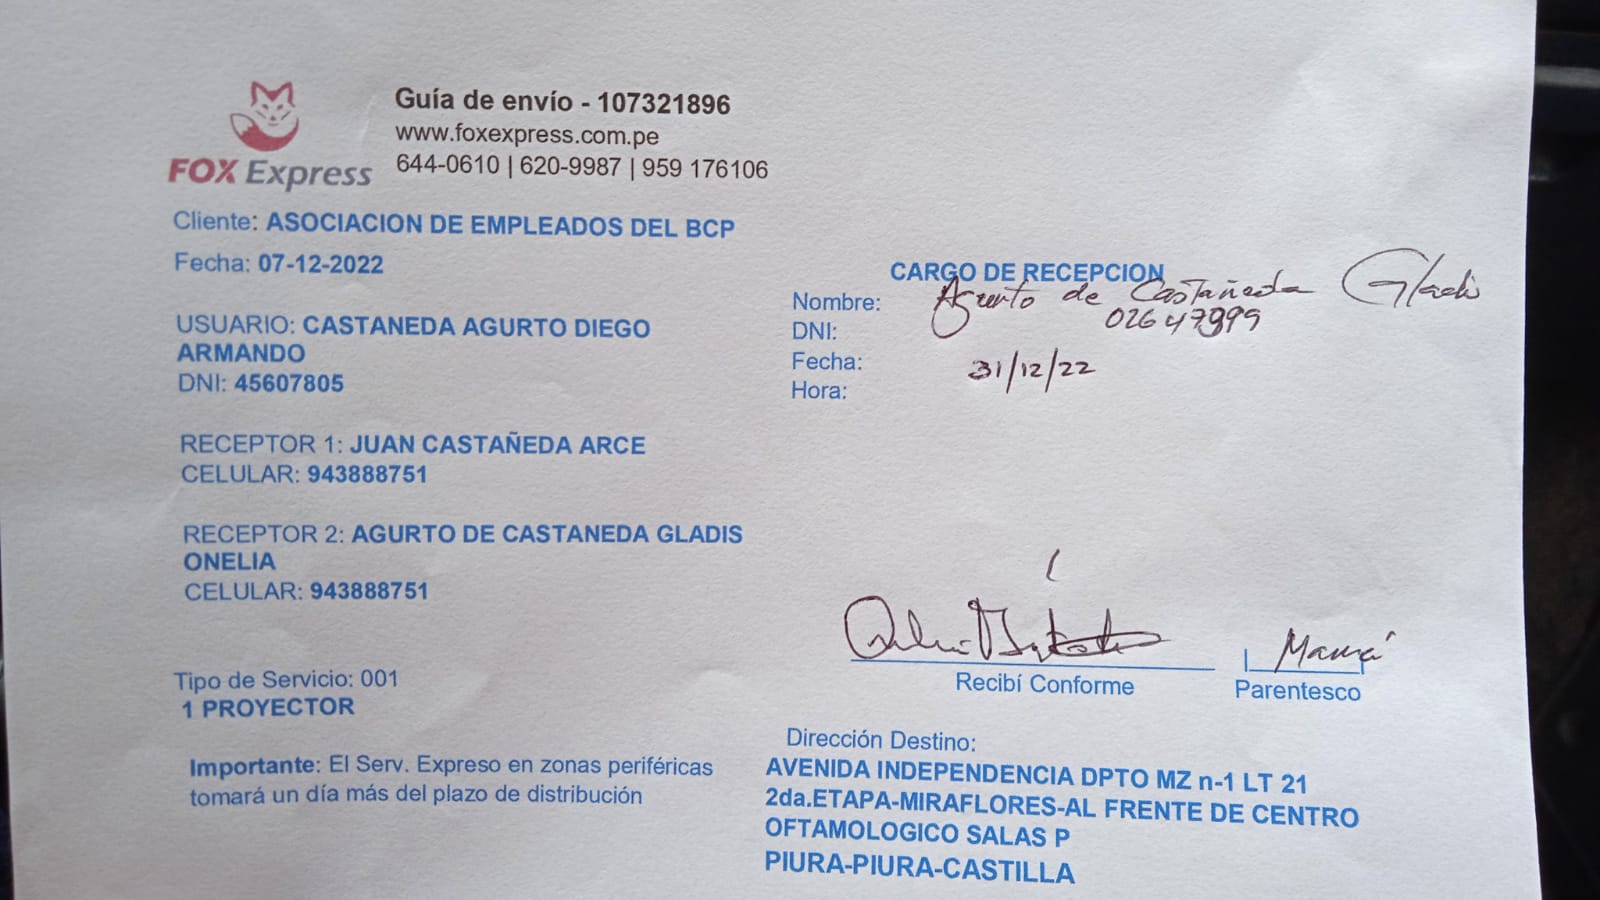 FOX Express
Guía de envío - 107321896
www.foxexpress.com.pe
644-0610 | 620-9987 | 959 176106
Cliente: ASOCIACION DE EMPLEADOS DEL BCP
Fecha: 07-12-2022
USUARIO: CASTANEDA AGURTO DIEGO
ARMANDO
DNI: 45607805
RECEPTOR 1: JUAN CASTAÑEDA ARCE
CELULAR: 943888751
RECEPTOR 2: AGURTO DE CASTANEDA GLADIS
ONELIA
CELULAR: 943888751
Tipo de Servicio: 001
1 PROYECTOR
Importante: El Serv. Expreso en zonas periféricas
tomará un día más del plazo de distribución
CARGO DE RECEPCION
Nombre: Agurto de Castañeda Gladis
DNI: 02647999
Fecha: 31/12/22
Hora:
Recibí Conforme
Mamá
Parentesco
Dirección Destino:
AVENIDA INDEPENDENCIA DPTO MZ n-1 LT 21
2da.ETAPA-MIRAFLORES-AL FRENTE DE CENTRO
OFTAMOLOGICO SALAS P
PIURA-PIURA-CASTILLA